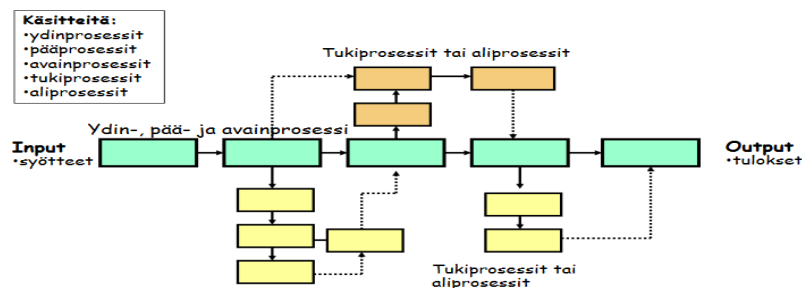 Käsitteitä:
•ydinprosessit
•pääprosessit
•avainprosessit
•tukiprosessit
•aliprosessit
Tukiprosessit tai aliprosessit
Ydin-, pää- ja avainprosessi
Input
•syötteet
Output
•tulokset
Tukiprosessit tai
aliprosessit